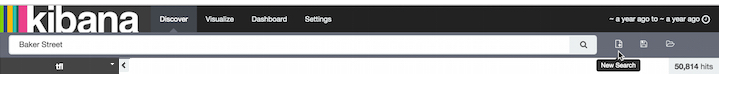 kibana Discover Visualize Dashboard Settings ~ a year ago to ~ a year ago
Baker Street
New Search
tfl 50,814 hits